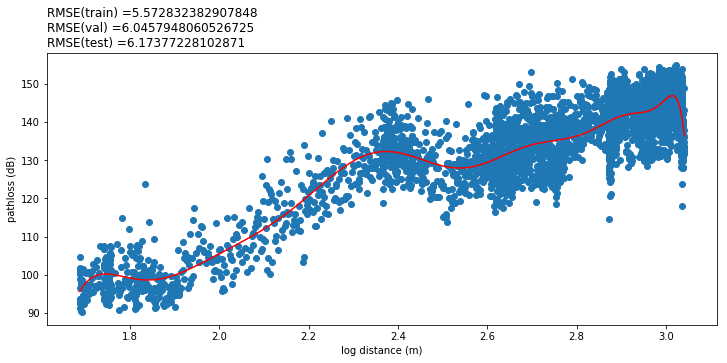 RMSE(train) =5.572832382907848
RMSE(val) =6.0457948060526725
RMSE(test) =6.17377228102871
150
140
130
120
110
100
90
pathloss (dB)
1.8 2.0 2.2 2.4 2.6 2.8 3.0
log distance (m)